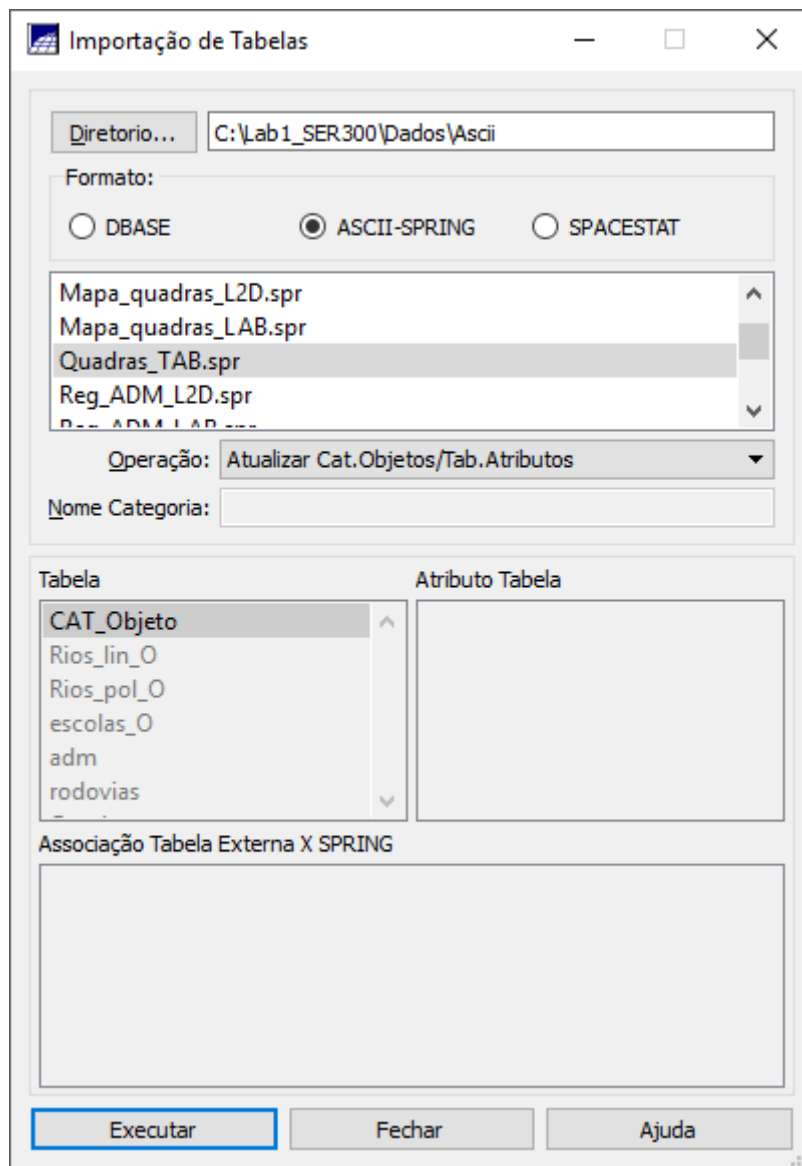 Importação de Tabelas
Diretorio... C:\Lab1_SER300\Dados\Ascii
Formato:
DBASE ASCII-SPRING SPACESTAT
Mapa_quadras_L2D.spr
Mapa_quadras_LAB.spr
Quadras_TAB.spr
Reg_ADM_L2D.spr
Reg_ADM_LAB.spr
Operação: Atualizar Cat.Objetos/Tab.Atributos
Nome Categoria:
Tabela Atributo Tabela
CAT_Objeto
Rios_lin_O
Rios_pol_O
escolas_O
adm
rodovias
Associação Tabela Externa X SPRING
Executar Fechar Ajuda